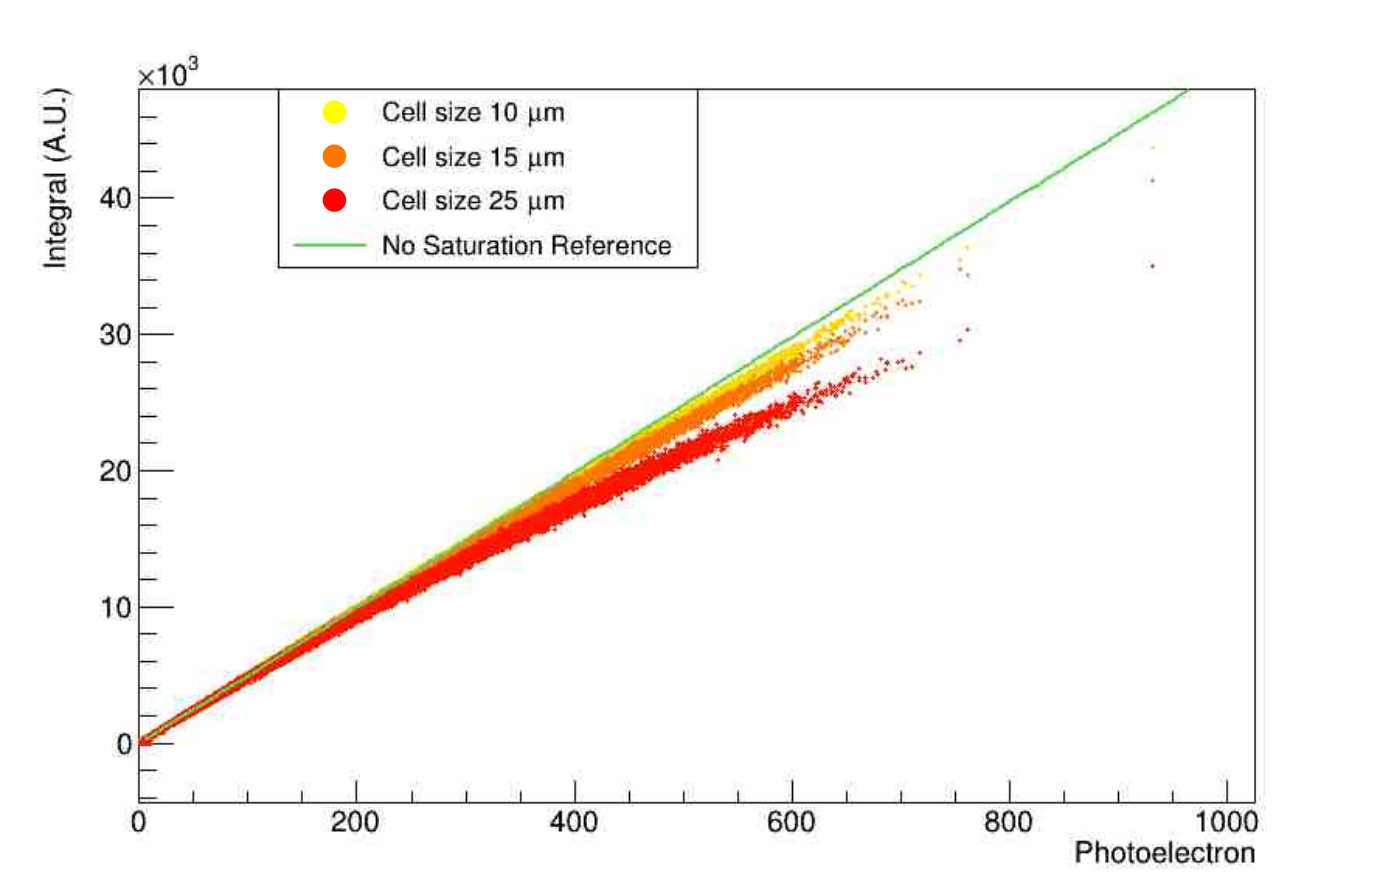 ×10³
Integral (A.U.)
Cell size 10 μm
Cell size 15 μm
Cell size 25 μm
No Saturation Reference
40
30
20
10
0
0 200 400 600 800 1000
Photoelectron